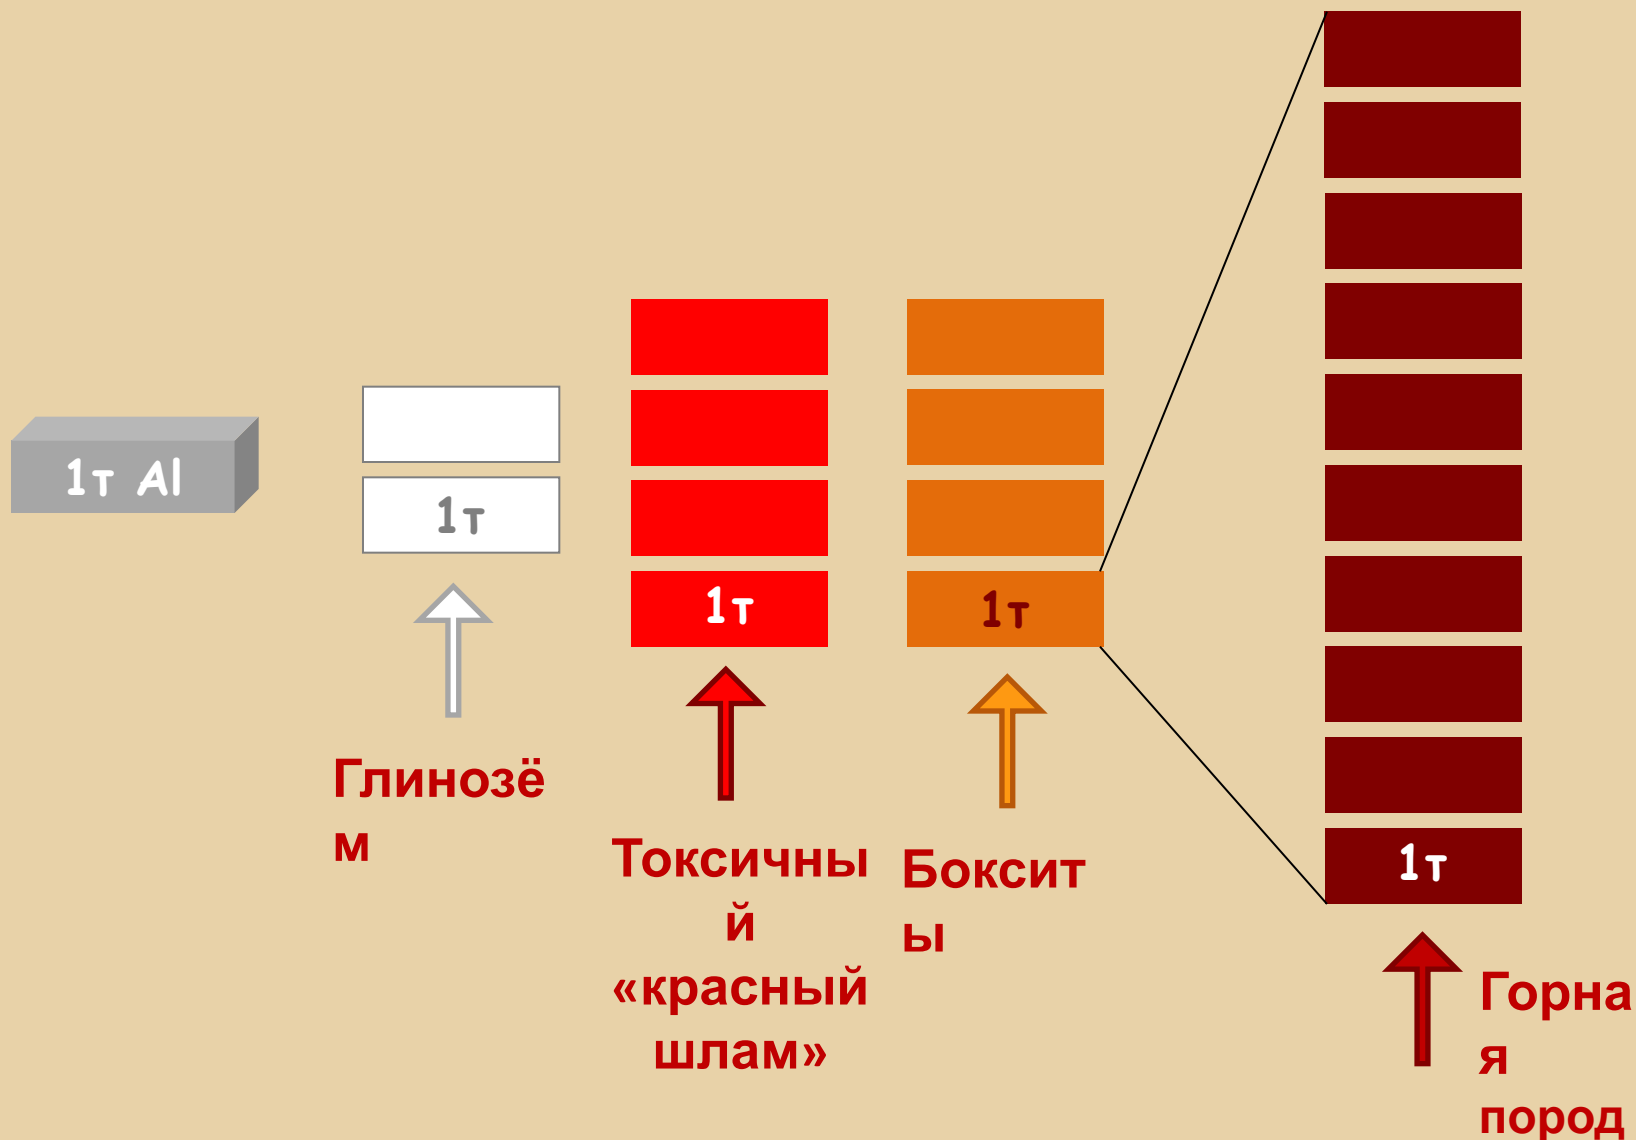 1т Al
1т
1т
1т
1т
Глинозё
м
Токсичны
й
«красный
шлам»
Боксит
ы
Горна
я
пород